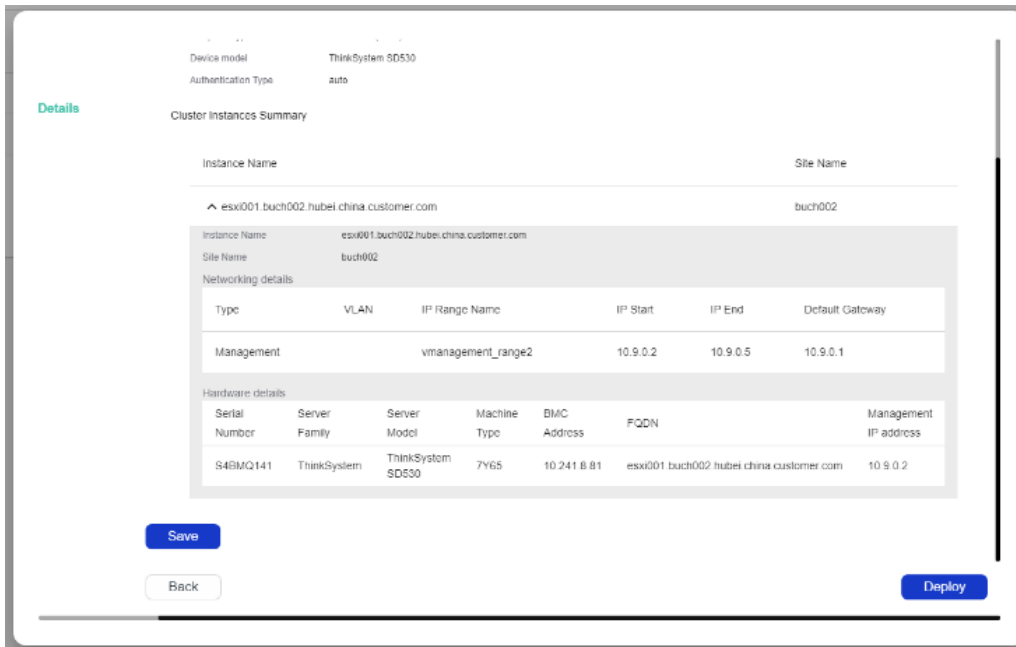 Device model ThinkSystem SD530
Authentication Type auto
Details
Cluster Instances Summary
Instance Name Site Name
esxi001.buch002.hubei.china.customer.com buch002
Instance Name esxi001.buch002.hubei.china.customer.com
Site Name buch002
Networking details
Type VLAN IP Range Name IP Start IP End Default Gateway
Management vmanagement_range2 10.9.0.2 10.9.0.5 10.9.0.1
Hardware details
Serial Number Server Family Server Model Machine Type BMC Address FQDN Management IP address
S4BMQ141 ThinkSystem ThinkSystem SD530 7Y65 10.241.8.81 esxi001.buch002.hubei.china.customer.com 10.9.0.2
Save
Back Deploy